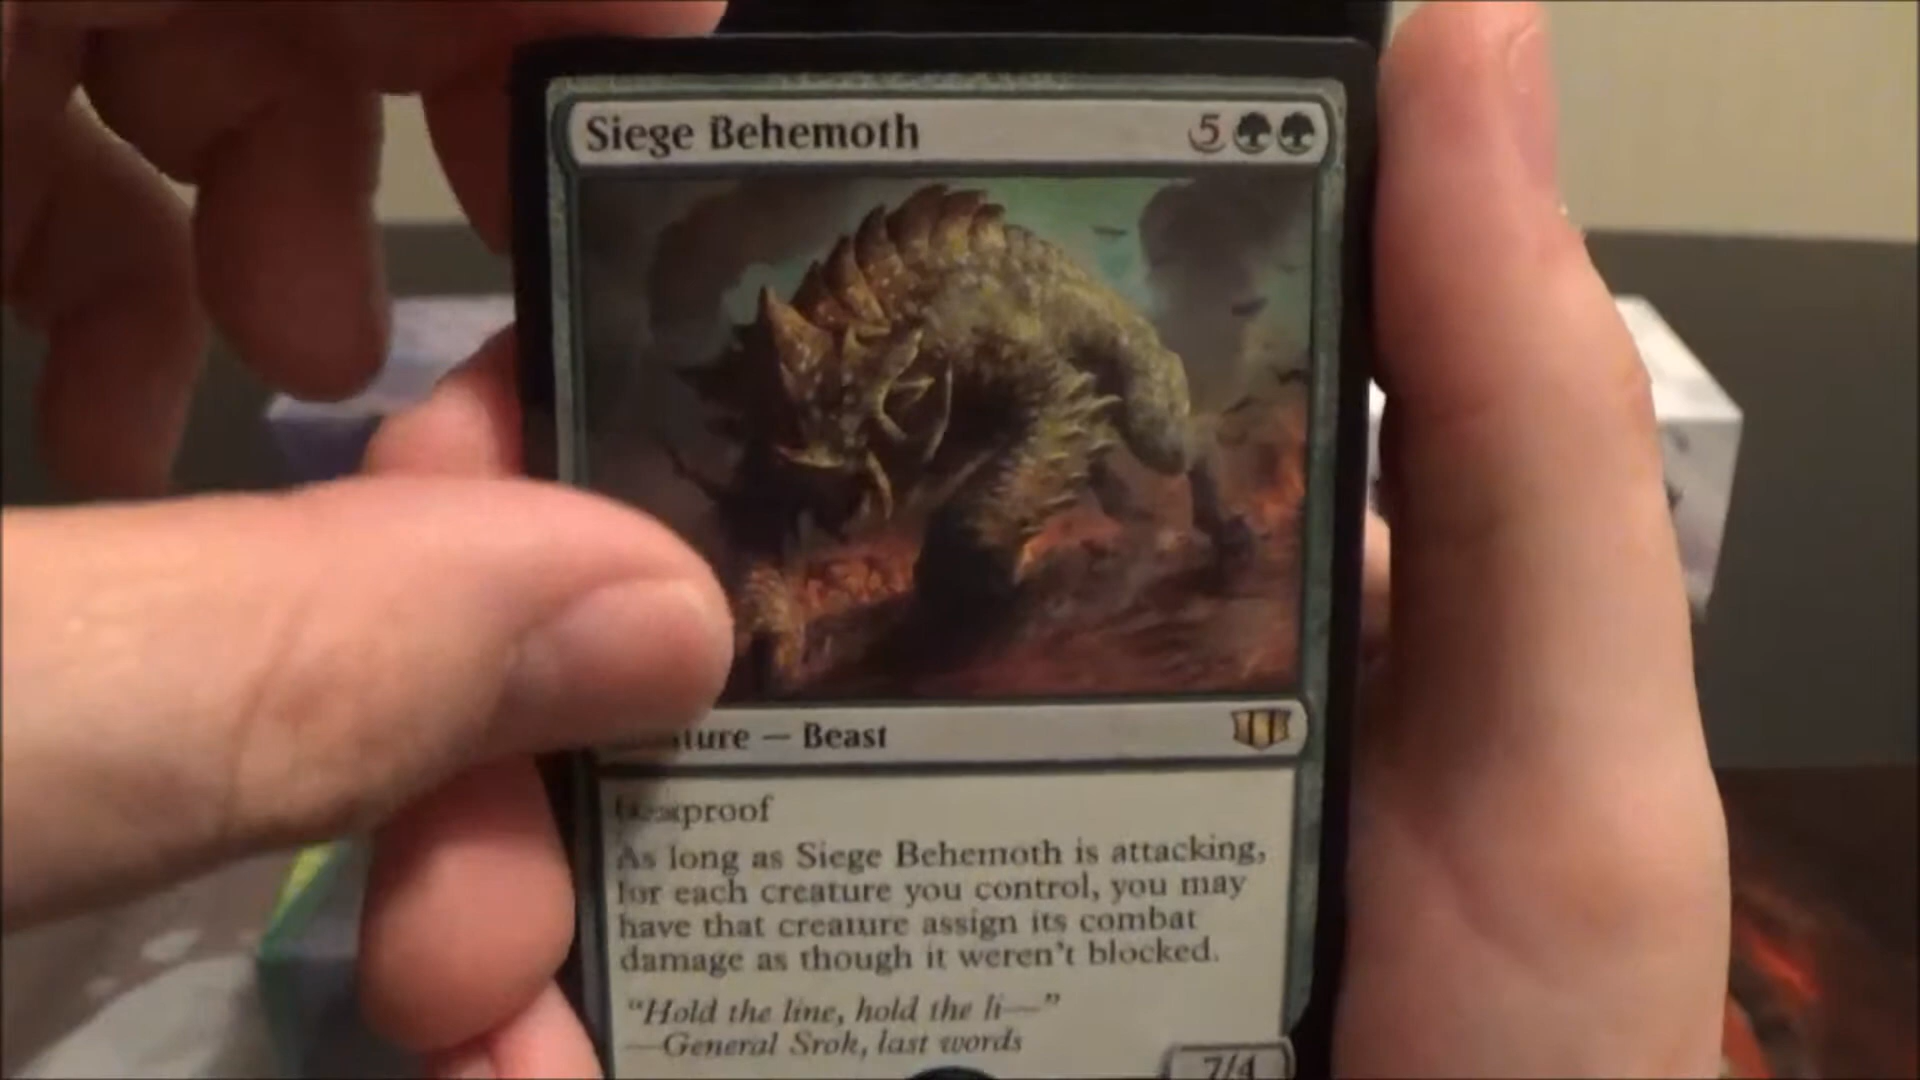 Siege Behemoth 5
Creature — Beast
Hexproof
As long as Siege Behemoth is attacking,
for each creature you control, you may
have that creature assign its combat
damage as though it weren't blocked.
"Hold the line, hold the li—"
—General Srok, last words
7/4